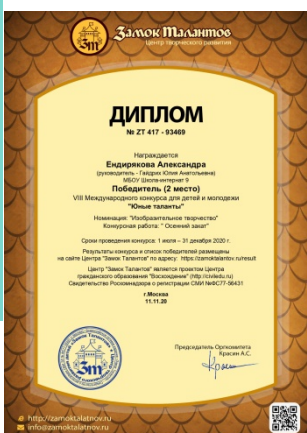 Замок Талантов
Центр творческого развития
ДИПЛОМ
№ ZT 417 - 93469
Награждается
Ендирякова Александра
(руководитель - Гайдрих Юлия Анатольевна)
МБОУ Школа-интернет 9
Победитель (2 место)
VIII Международного конкурса для детей и молодежи
"Юные таланты"
Номинация: "Изобразительное творчество"
Конкурсная работа: " Осенний закат"
Сроки проведения конкурса: 1 июля – 31 декабря 2020 г.
Результаты конкурса и список победителей размещены
на сайте Центра "Замок Талантов" по адресу: https://zamoktalantov.ru/result
Центр "Замок Талантов" является проектом Центра
гражданского образования "Восхождение" (http://civiledu.ru)
Свидетельство Роскомнадзора о регистрации СМИ №ФС77-56431
г.Москва
11.11.20
Председатель Оргкомитета
Красин А.С.
http://zamoktalatnov.ru
info@zamoktalatnov.ru